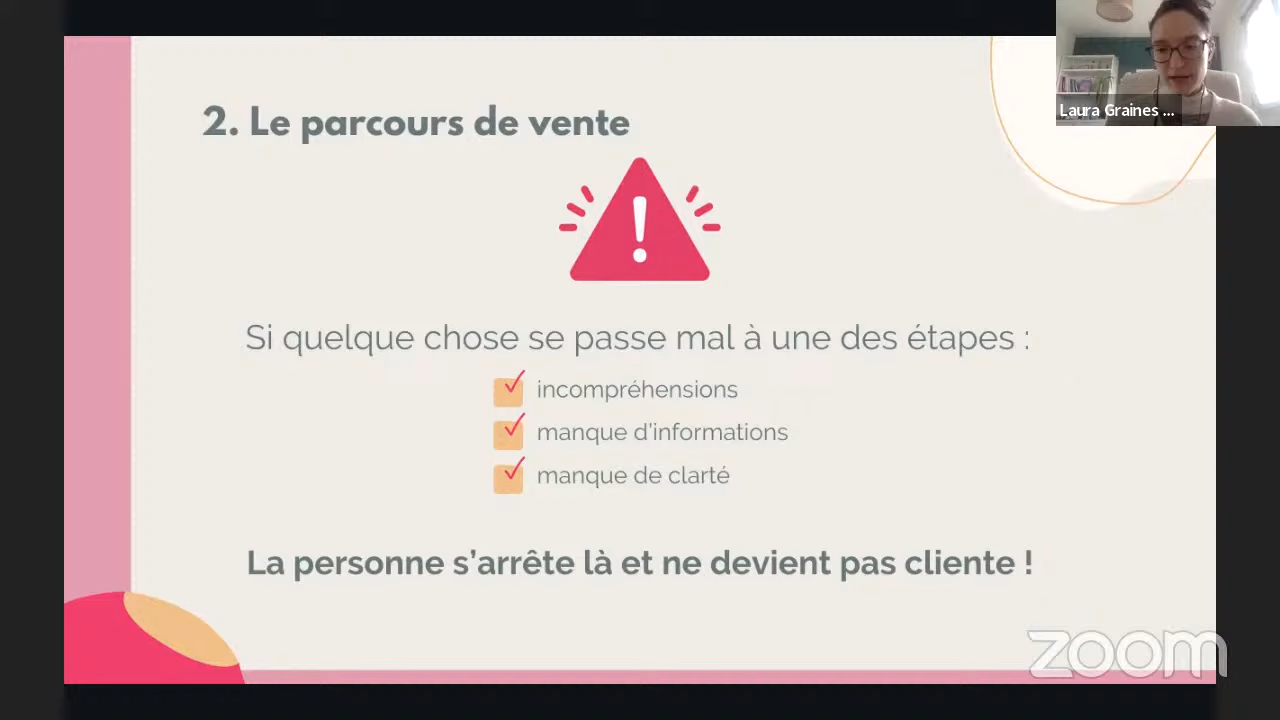 Laura Graines ...
2. Le parcours de vente
!
Si quelque chose se passe mal à une des étapes :
incompréhensions
manque d'informations
manque de clarté
La personne s'arrête là et ne devient pas cliente !
zoom